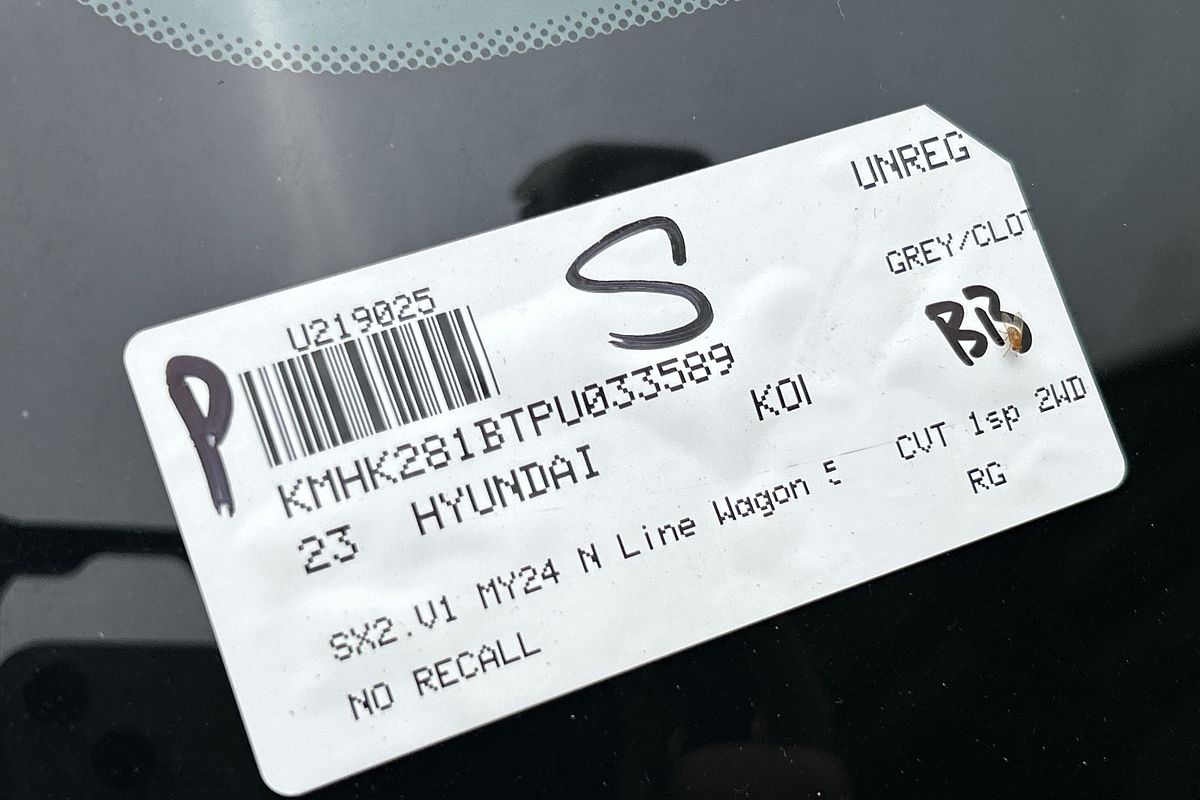 UNREG
S
GREY/CLOT
U219025
P
BB
KMHK281BTPU033589
KOI
23 HYUNDAI
CVT 1sp 2WD
SX2.V1 MY24 N Line Wagon 5
RG
NO RECALL